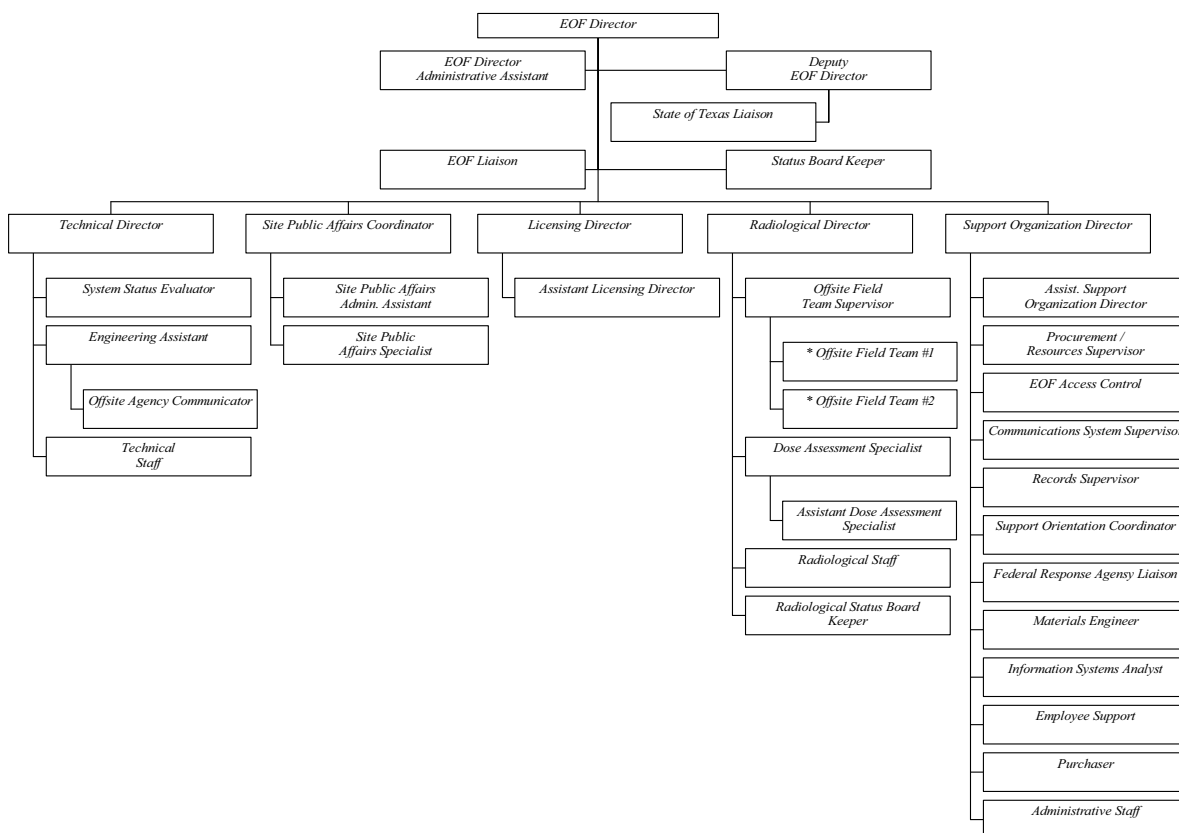 EOF Director
EOF Director
Administrative Assistant
Deputy
EOF Director
State of Texas Liaison
EOF Liaison
Status Board Keeper
Technical Director
Site Public Affairs Coordinator
Licensing Director
Radiological Director
Support Organization Director
System Status Evaluator
Engineering Assistant
Offsite Agency Communicator
Technical
Staff
Site Public Affairs
Admin. Assistant
Site Public
Affairs Specialist
Assistant Licensing Director
Offsite Field
Team Supervisor
* Offsite Field Team #1
* Offsite Field Team #2
Dose Assessment Specialist
Assistant Dose Assessment
Specialist
Radiological Staff
Radiological Status Board
Keeper
Assist. Support
Organization Director
Procurement /
Resources Supervisor
EOF Access Control
Communications System Supervisor
Records Supervisor
Support Orientation Coordinator
Federal Response Agensy Liaison
Materials Engineer
Information Systems Analyst
Employee Support
Purchaser
Administrative Staff